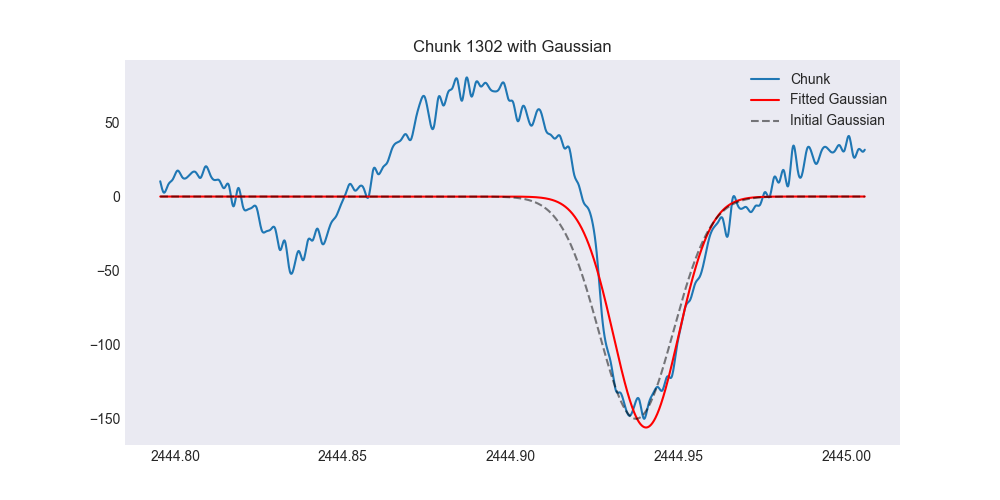 Chunk 1302 with Gaussian
Chunk
Fitted Gaussian
Initial Gaussian
50
0
−50
−100
−150
2444.80
2444.85
2444.90
2444.95
2445.00